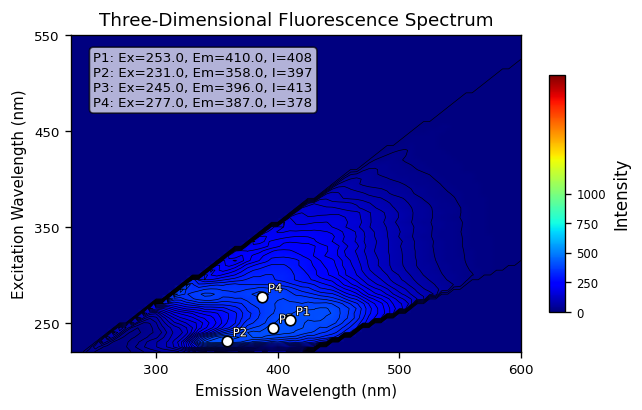 Three-Dimensional Fluorescence Spectrum
P1: Ex=253.0, Em=410.0, I=408
P2: Ex=231.0, Em=358.0, I=397
P3: Ex=245.0, Em=396.0, I=413
P4: Ex=277.0, Em=387.0, I=378
550
450
350
250
Excitation Wavelength (nm)
P4
P1
P2
300
400
500
600
Emission Wavelength (nm)
1000
750
500
250
0
Intensity